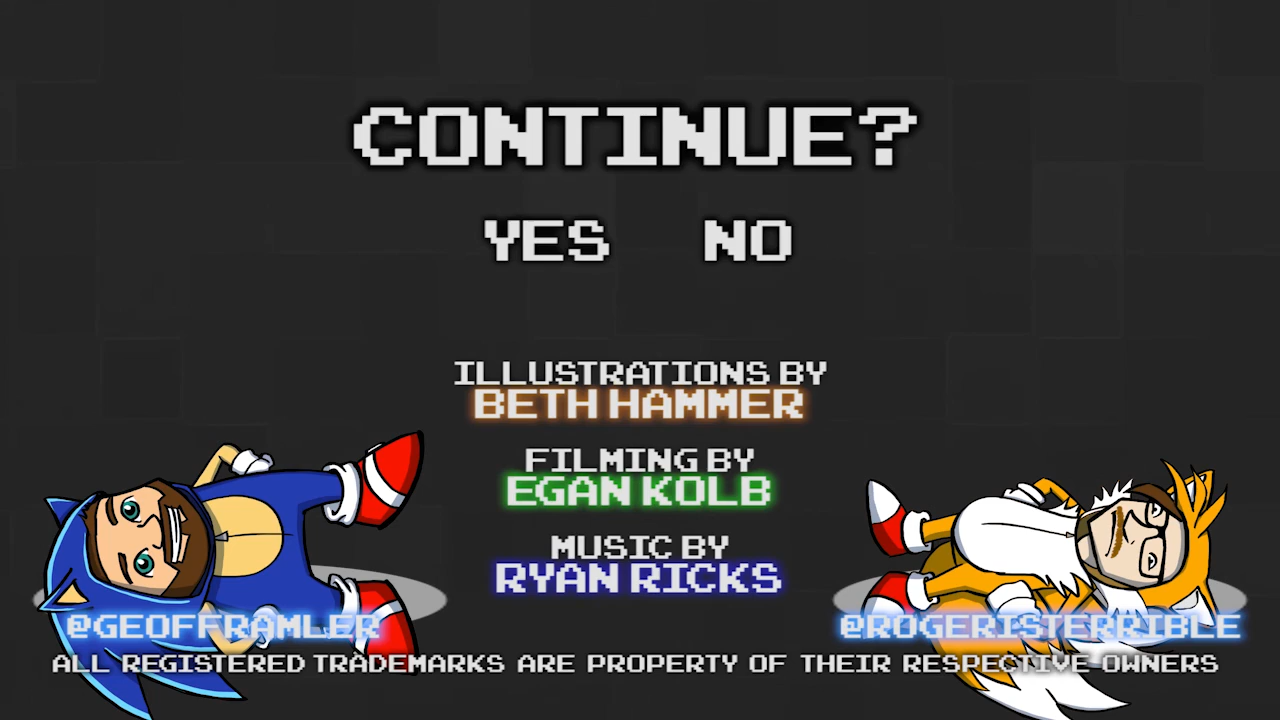 CONTINUE?
YES NO
ILLUSTRATIONS BY
BETH HAMMER
FILMING BY
EGAN KOLB
MUSIC BY
RYAN RICKS
@GEOFFRAMLER @ROGERISTERRIBLE
ALL REGISTERED TRADEMARKS ARE PROPERTY OF THEIR RESPECTIVE OWNERS